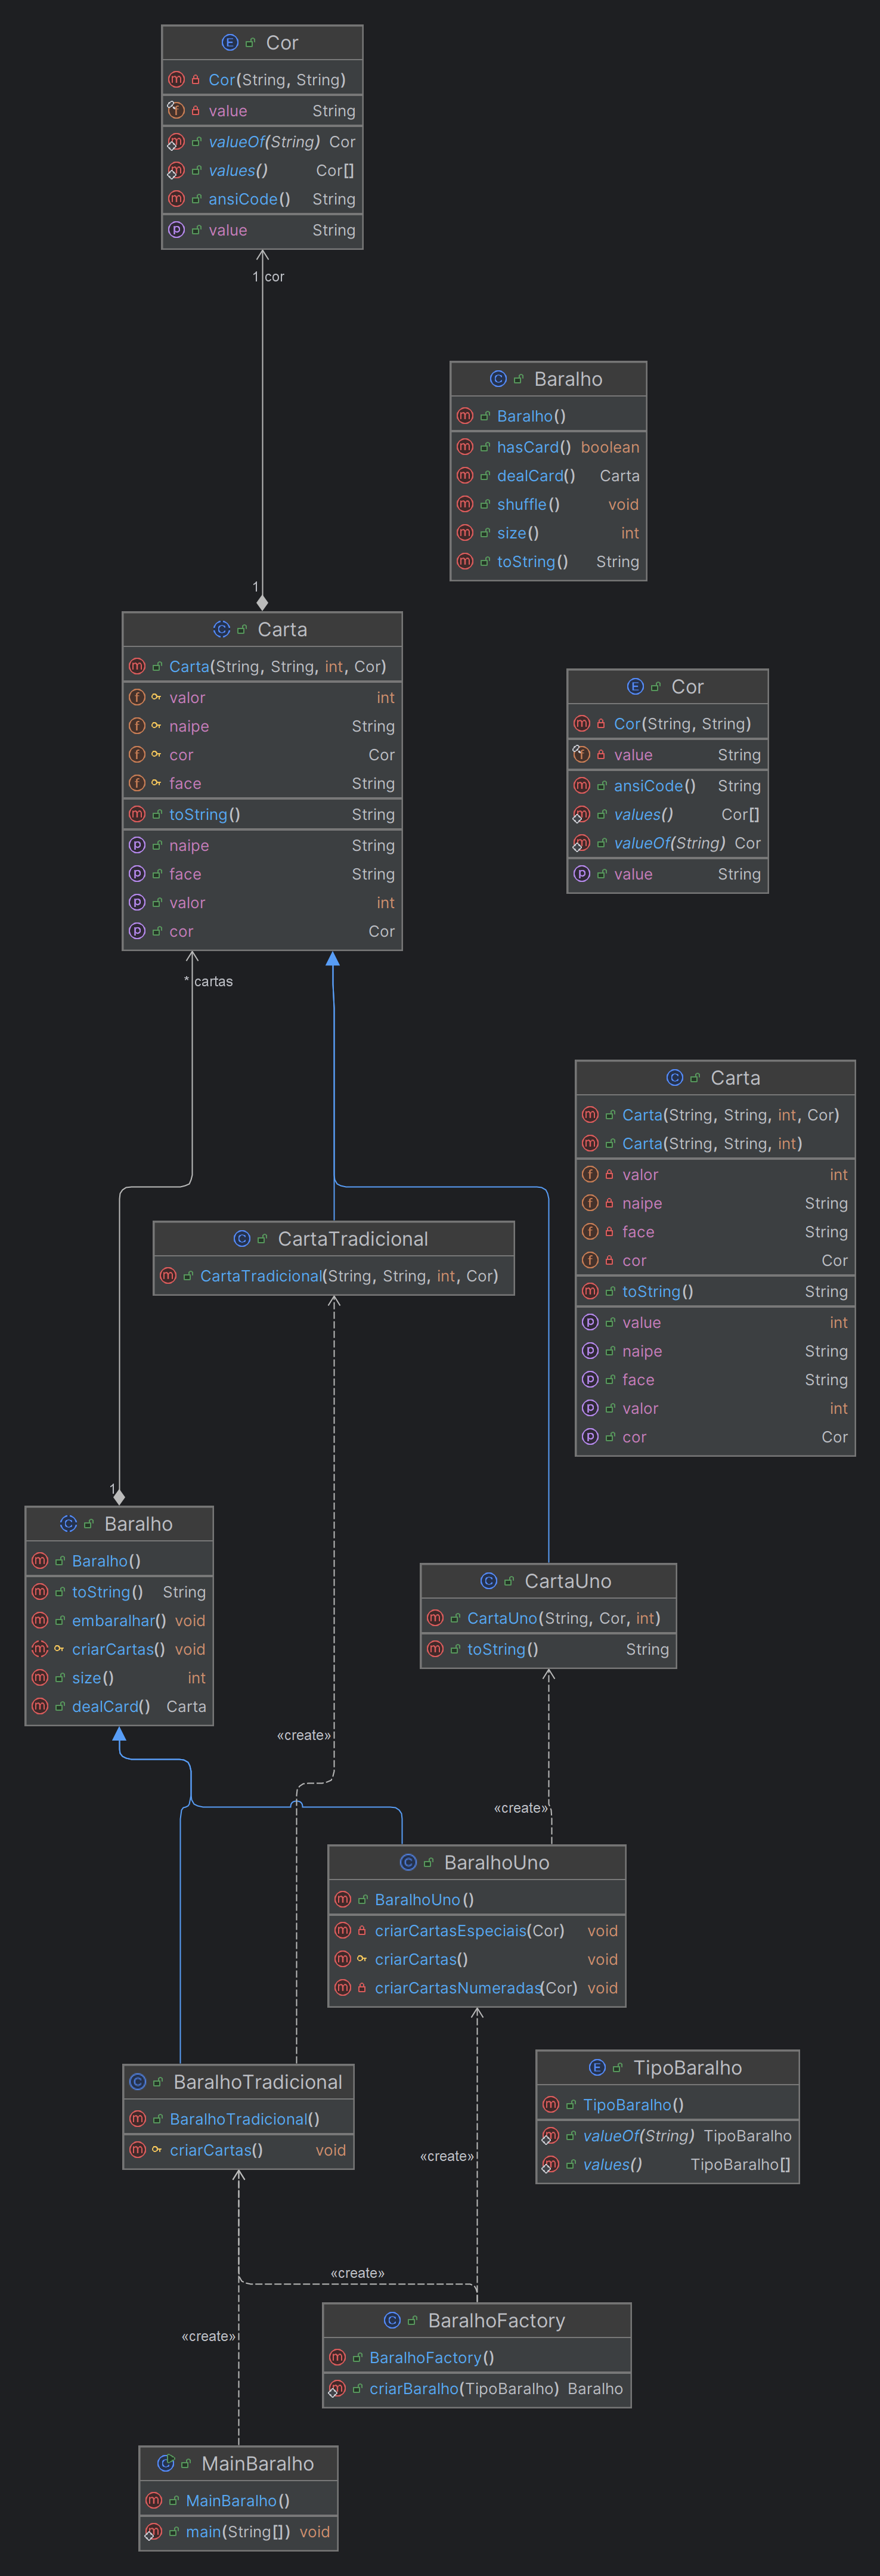 Cor
Cor(String, String)
value String
valueOf(String) Cor
values() Cor[]
ansiCode() String
value String
1 cor
Baralho
Baralho()
hasCard() boolean
dealCard() Carta
shuffle() void
size() int
toString() String
1
Carta
Carta(String, String, int, Cor)
valor int
naipe String
cor Cor
face String
toString() String
naipe String
face String
valor int
cor Cor
Cor
Cor(String, String)
value String
ansiCode() String
values() Cor[]
valueOf(String) Cor
value String
* cartas
Carta
Carta(String, String, int, Cor)
Carta(String, String, int)
valor int
naipe String
face String
cor Cor
toString() String
value int
naipe String
face String
valor int
cor Cor
CartaTradicional
CartaTradicional(String, String, int, Cor)
1
Baralho
Baralho()
toString() String
embaralhar() void
criarCartas() void
size() int
dealCard() Carta
CartaUno
CartaUno(String, Cor, int)
toString() String
«create»
«create»
BaralhoUno
BaralhoUno()
criarCartasEspeciais(Cor) void
criarCartas() void
criarCartasNumeradas(Cor) void
BaralhoTradicional
BaralhoTradicional()
criarCartas() void
TipoBaralho
TipoBaralho()
valueOf(String) TipoBaralho
values() TipoBaralho[]
«create»
«create»
«create»
BaralhoFactory
BaralhoFactory()
criarBaralho(TipoBaralho) Baralho
MainBaralho
MainBaralho()
main(String[]) void